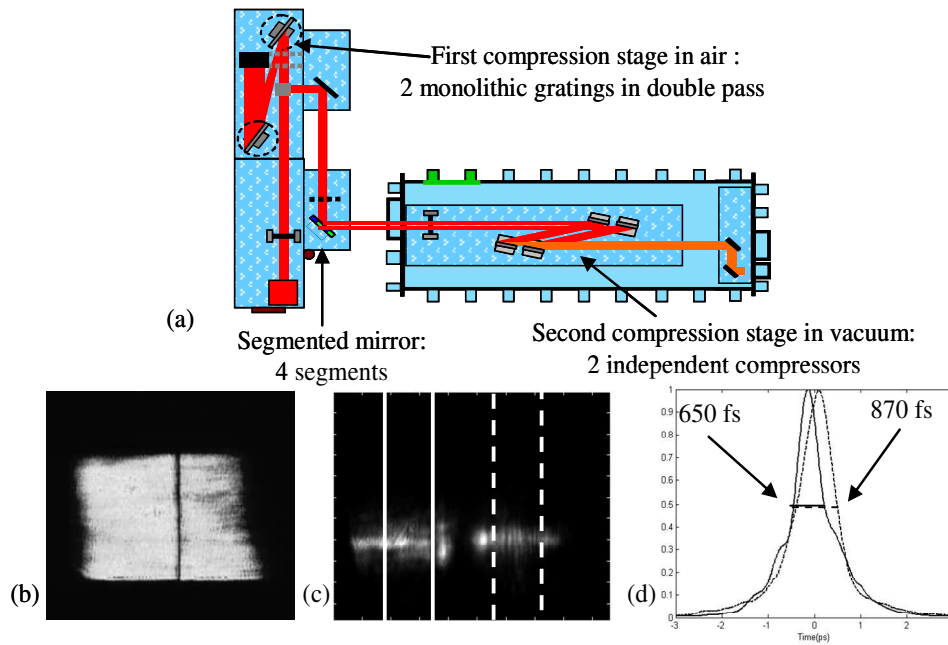 First compression stage in air :
2 monolithic gratings in double pass
(a)
Segmented mirror:
4 segments
Second compression stage in vacuum:
2 independent compressors
(b)
(c)
(d)
650 fs
870 fs
1
0.9
0.8
0.7
0.6
0.5
0.4
0.3
0.2
0.1
0
-3
-2
-1
0
1
2
Time(ps)